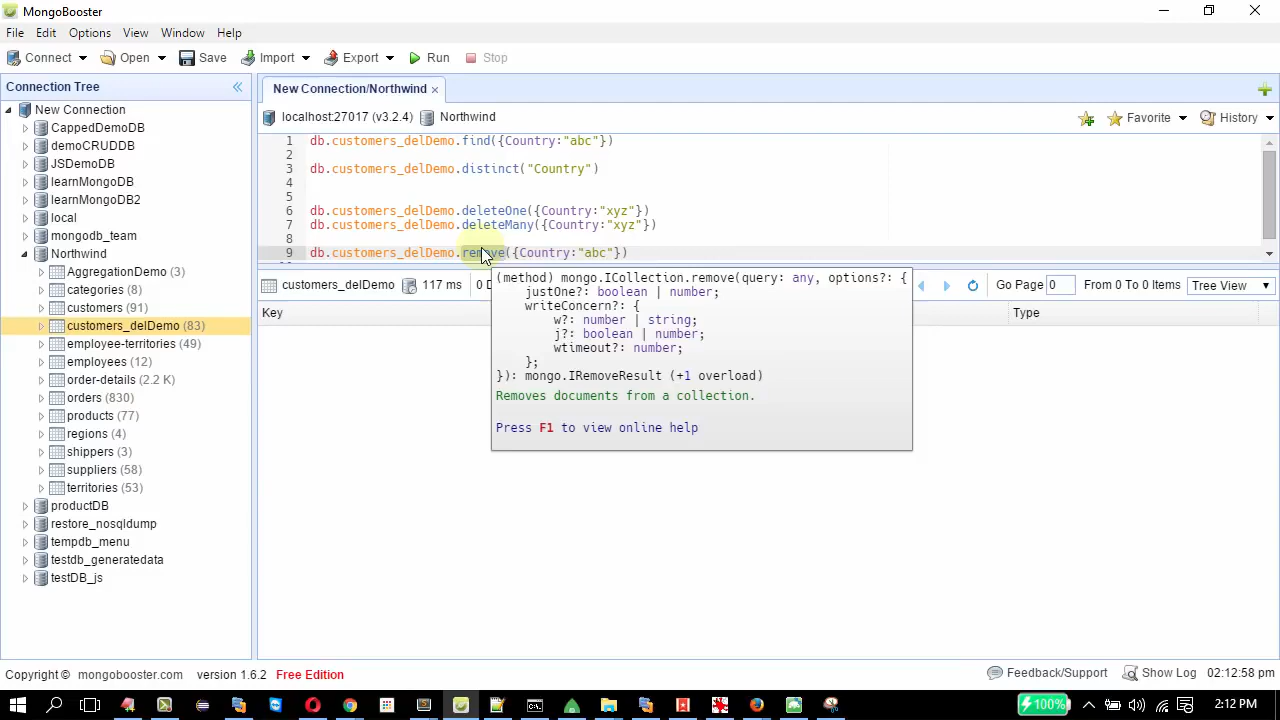 MongoBooster
File Edit Options View Window Help
Connect Open Save Import Export Run Stop
Connection Tree
New Connection
CappedDemoDB
demoCRUDDB
JSDemoDB
learnMongoDB
learnMongoDB2
local
mongodb_team
Northwind
AggregationDemo (3)
categories (8)
customers (91)
customers_delDemo (83)
employee-territories (49)
employees (12)
order-details (2.2 K)
orders (830)
products (77)
regions (4)
shippers (3)
suppliers (58)
territories (53)
productDB
restore_nosqldump
tempdb_menu
testdb_generatedata
testDB_js
New Connection/Northwind ×
localhost:27017 (v3.2.4) Northwind Favorite History
1 db.customers_delDemo.find({Country:"abc"})
2
3 db.customers_delDemo.distinct("Country")
4
5
6 db.customers_delDemo.deleteOne({Country:"xyz"})
7 db.customers_delDemo.deleteMany({Country:"xyz"})
8
9 db.customers_delDemo.remove({Country:"abc"})
customers_delDemo 117 ms 0 D Go Page 0 From 0 To 0 Items Tree View
Key Type
(method) mongo.ICollection.remove(query: any, options?: {
justOne?: boolean | number;
writeConcern?: {
w?: number | string;
j?: boolean | number;
wtimeout?: number;
};
}): mongo.IRemoveResult (+1 overload)
Removes documents from a collection.
Press F1 to view online help
Copyright © mongobooster.com version 1.6.2 Free Edition Feedback/Support Show Log 02:12:58 pm
100% 2:12 PM